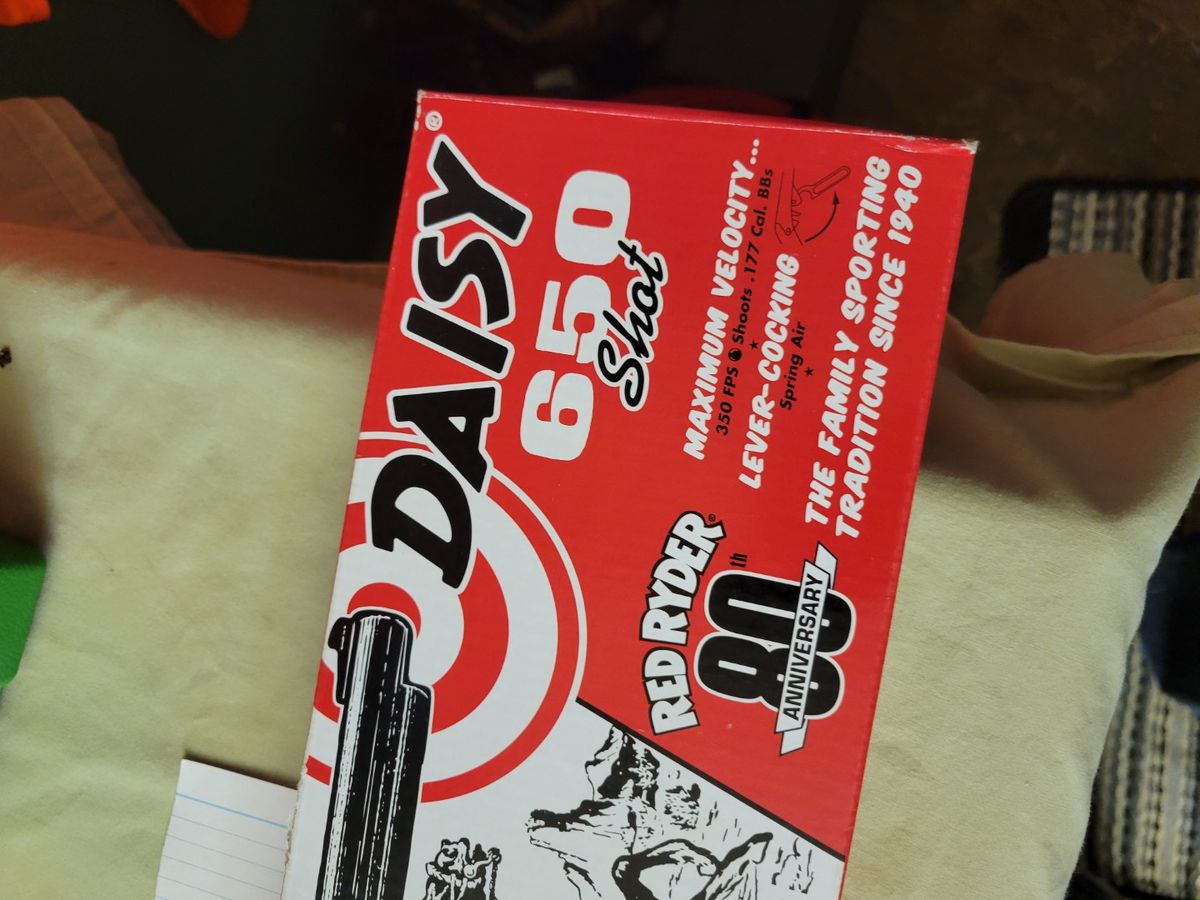 DAISY®
650
Shot
MAXIMUM VELOCITY...
350 FPS Shoots .177 Cal. BBs
LEVER-COCKING
Spring Air
THE FAMILY SPORTING
TRADITION SINCE 1940
RED RYDER®
80th
ANNIVERSARY